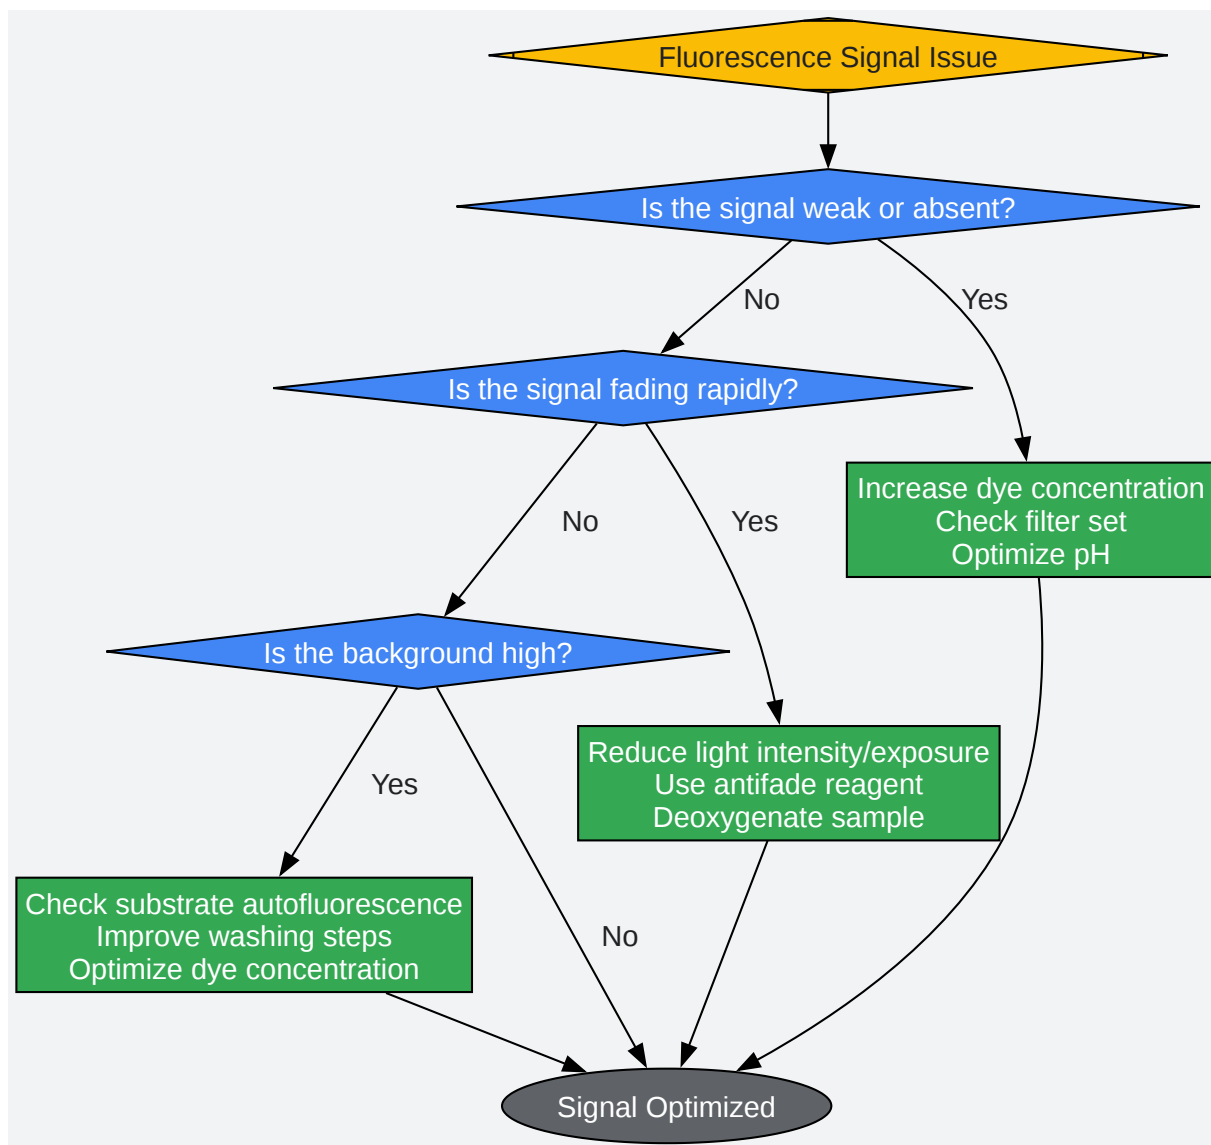 Fluorescence Signal Issue
Is the signal weak or absent?
No
Yes
Is the signal fading rapidly?
Increase dye concentration
Check filter set
Optimize pH
No
Yes
Is the background high?
Reduce light intensity/exposure
Use antifade reagent
Deoxygenate sample
Yes
Check substrate autofluorescence
Improve washing steps
Optimize dye concentration
No
Signal Optimized